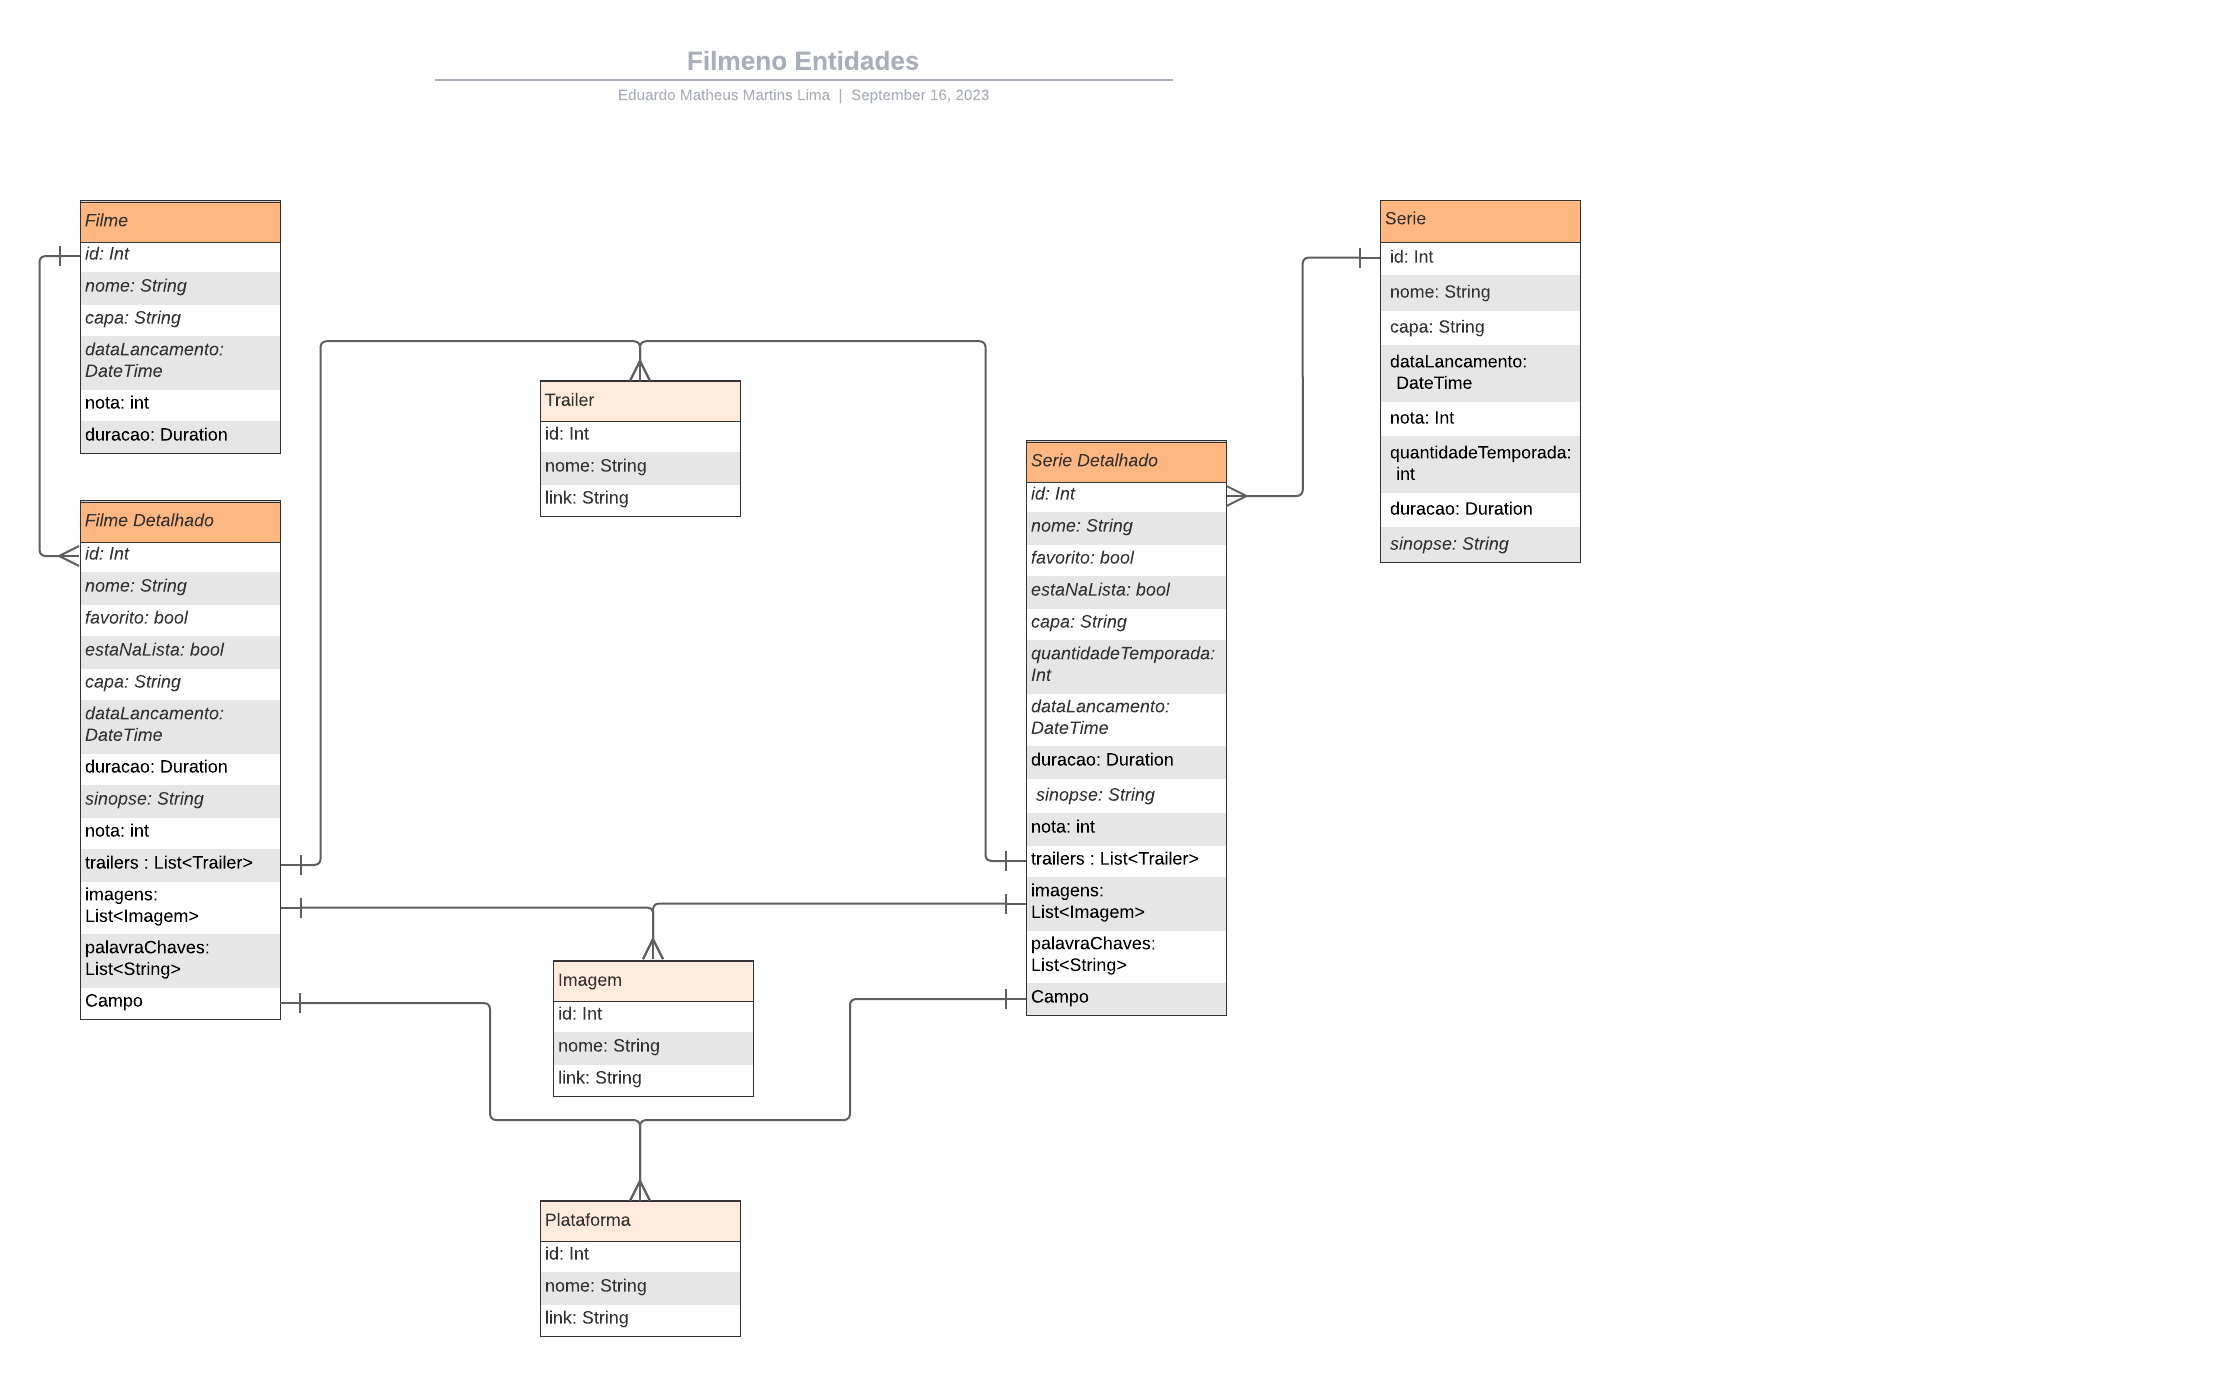 Filmeno Entidades
Eduardo Matheus Martins Lima | September 16, 2023
Filme
id: Int
nome: String
capa: String
dataLancamento:
DateTime
nota: int
duracao: Duration
Filme Detalhado
id: Int
nome: String
favorito: bool
estaNaLista: bool
capa: String
dataLancamento:
DateTime
duracao: Duration
sinopse: String
nota: int
trailers : List<Trailer>
imagens:
List<Imagem>
palavraChaves:
List<String>
Campo
Trailer
id: Int
nome: String
link: String
Imagem
id: Int
nome: String
link: String
Plataforma
id: Int
nome: String
link: String
Serie Detalhado
id: Int
nome: String
favorito: bool
estaNaLista: bool
capa: String
quantidadeTemporada:
Int
dataLancamento:
DateTime
duracao: Duration
sinopse: String
nota: int
trailers : List<Trailer>
imagens:
List<Imagem>
palavraChaves:
List<String>
Campo
Serie
id: Int
nome: String
capa: String
dataLancamento:
DateTime
nota: Int
quantidadeTemporada:
int
duracao: Duration
sinopse: String